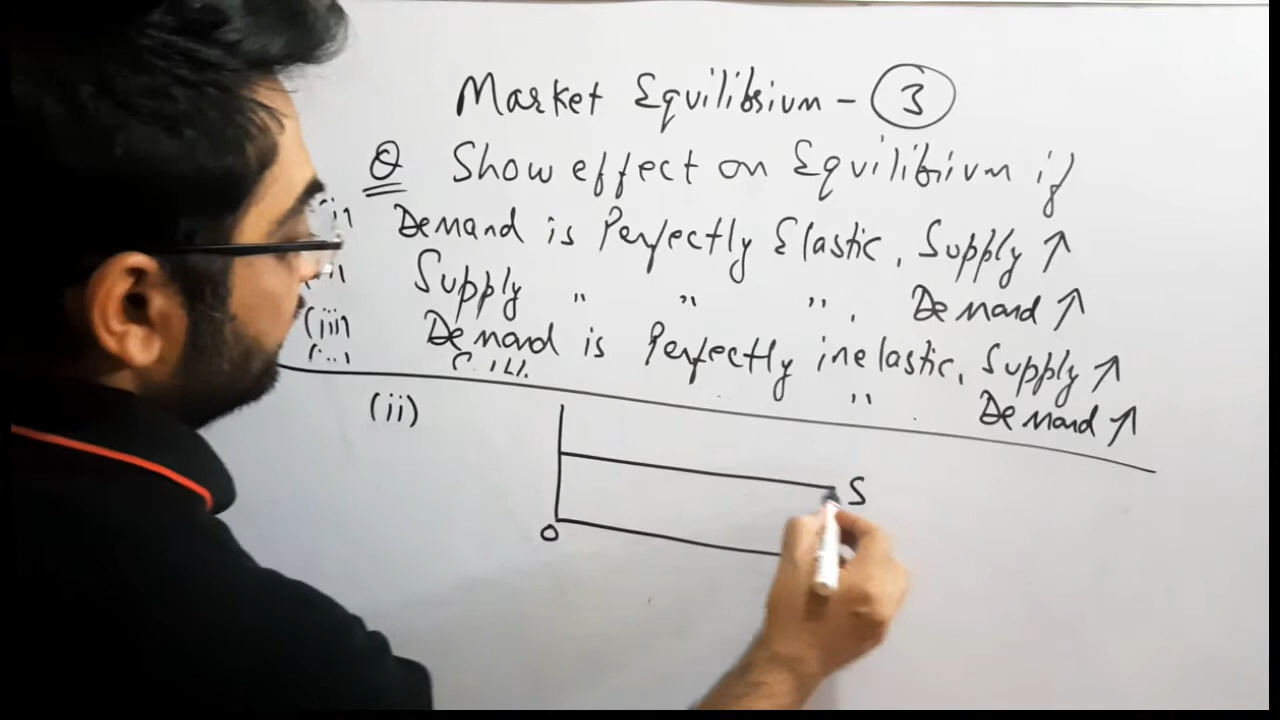 Market Equilibrium - 3
Q Show effect on Equilibrium if
Demand is Perfectly Elastic, Supply ↑
Supply " " ", Demand ↑
(iii) Demand is Perfectly inelastic, Supply ↑
" Demand ↑
(ii)
S
O